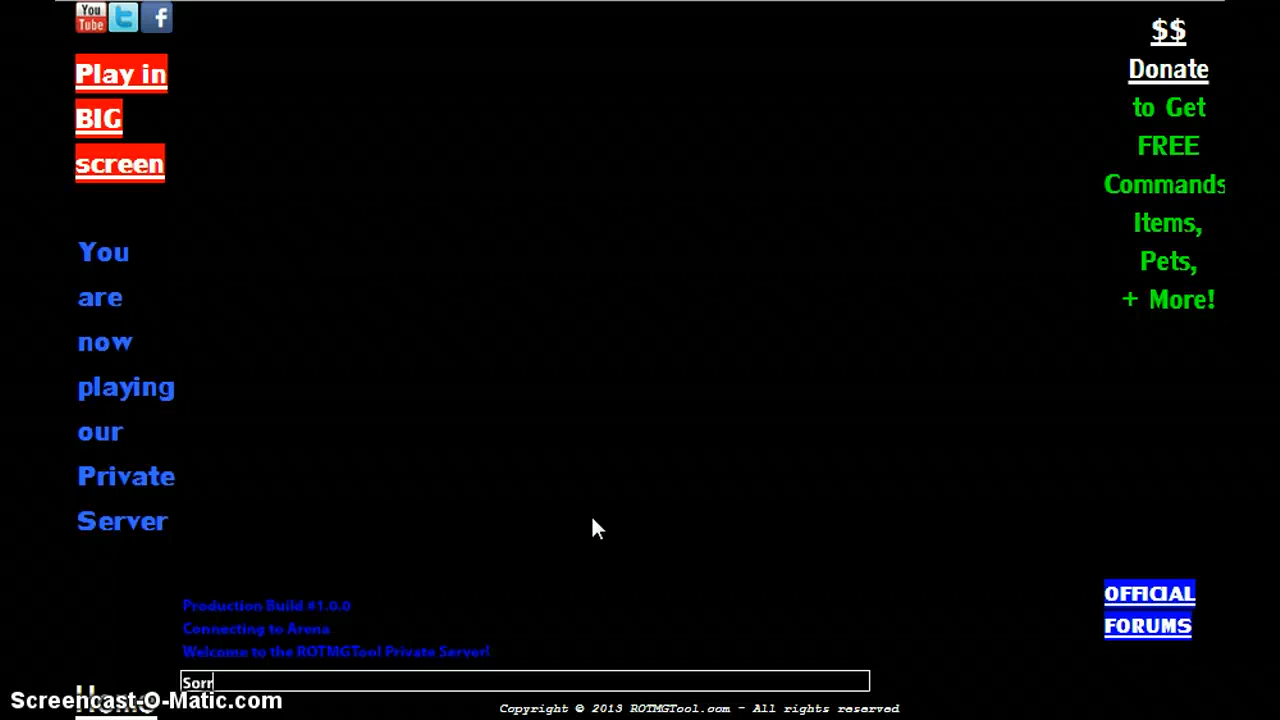 You
Tube
Play in
BIG
screen
You
are
now
playing
our
Private
Server
$$
Donate
to Get
FREE
Commands
Items,
Pets,
+ More!
OFFICIAL
FORUMS
Production Build #1.0.0
Connecting to Arena
Welcome to the ROTMGTool Private Server!
Sorr
Home
Screencast-O-Matic.com
Copyright © 2013 ROTMGTool.com - All rights reserved